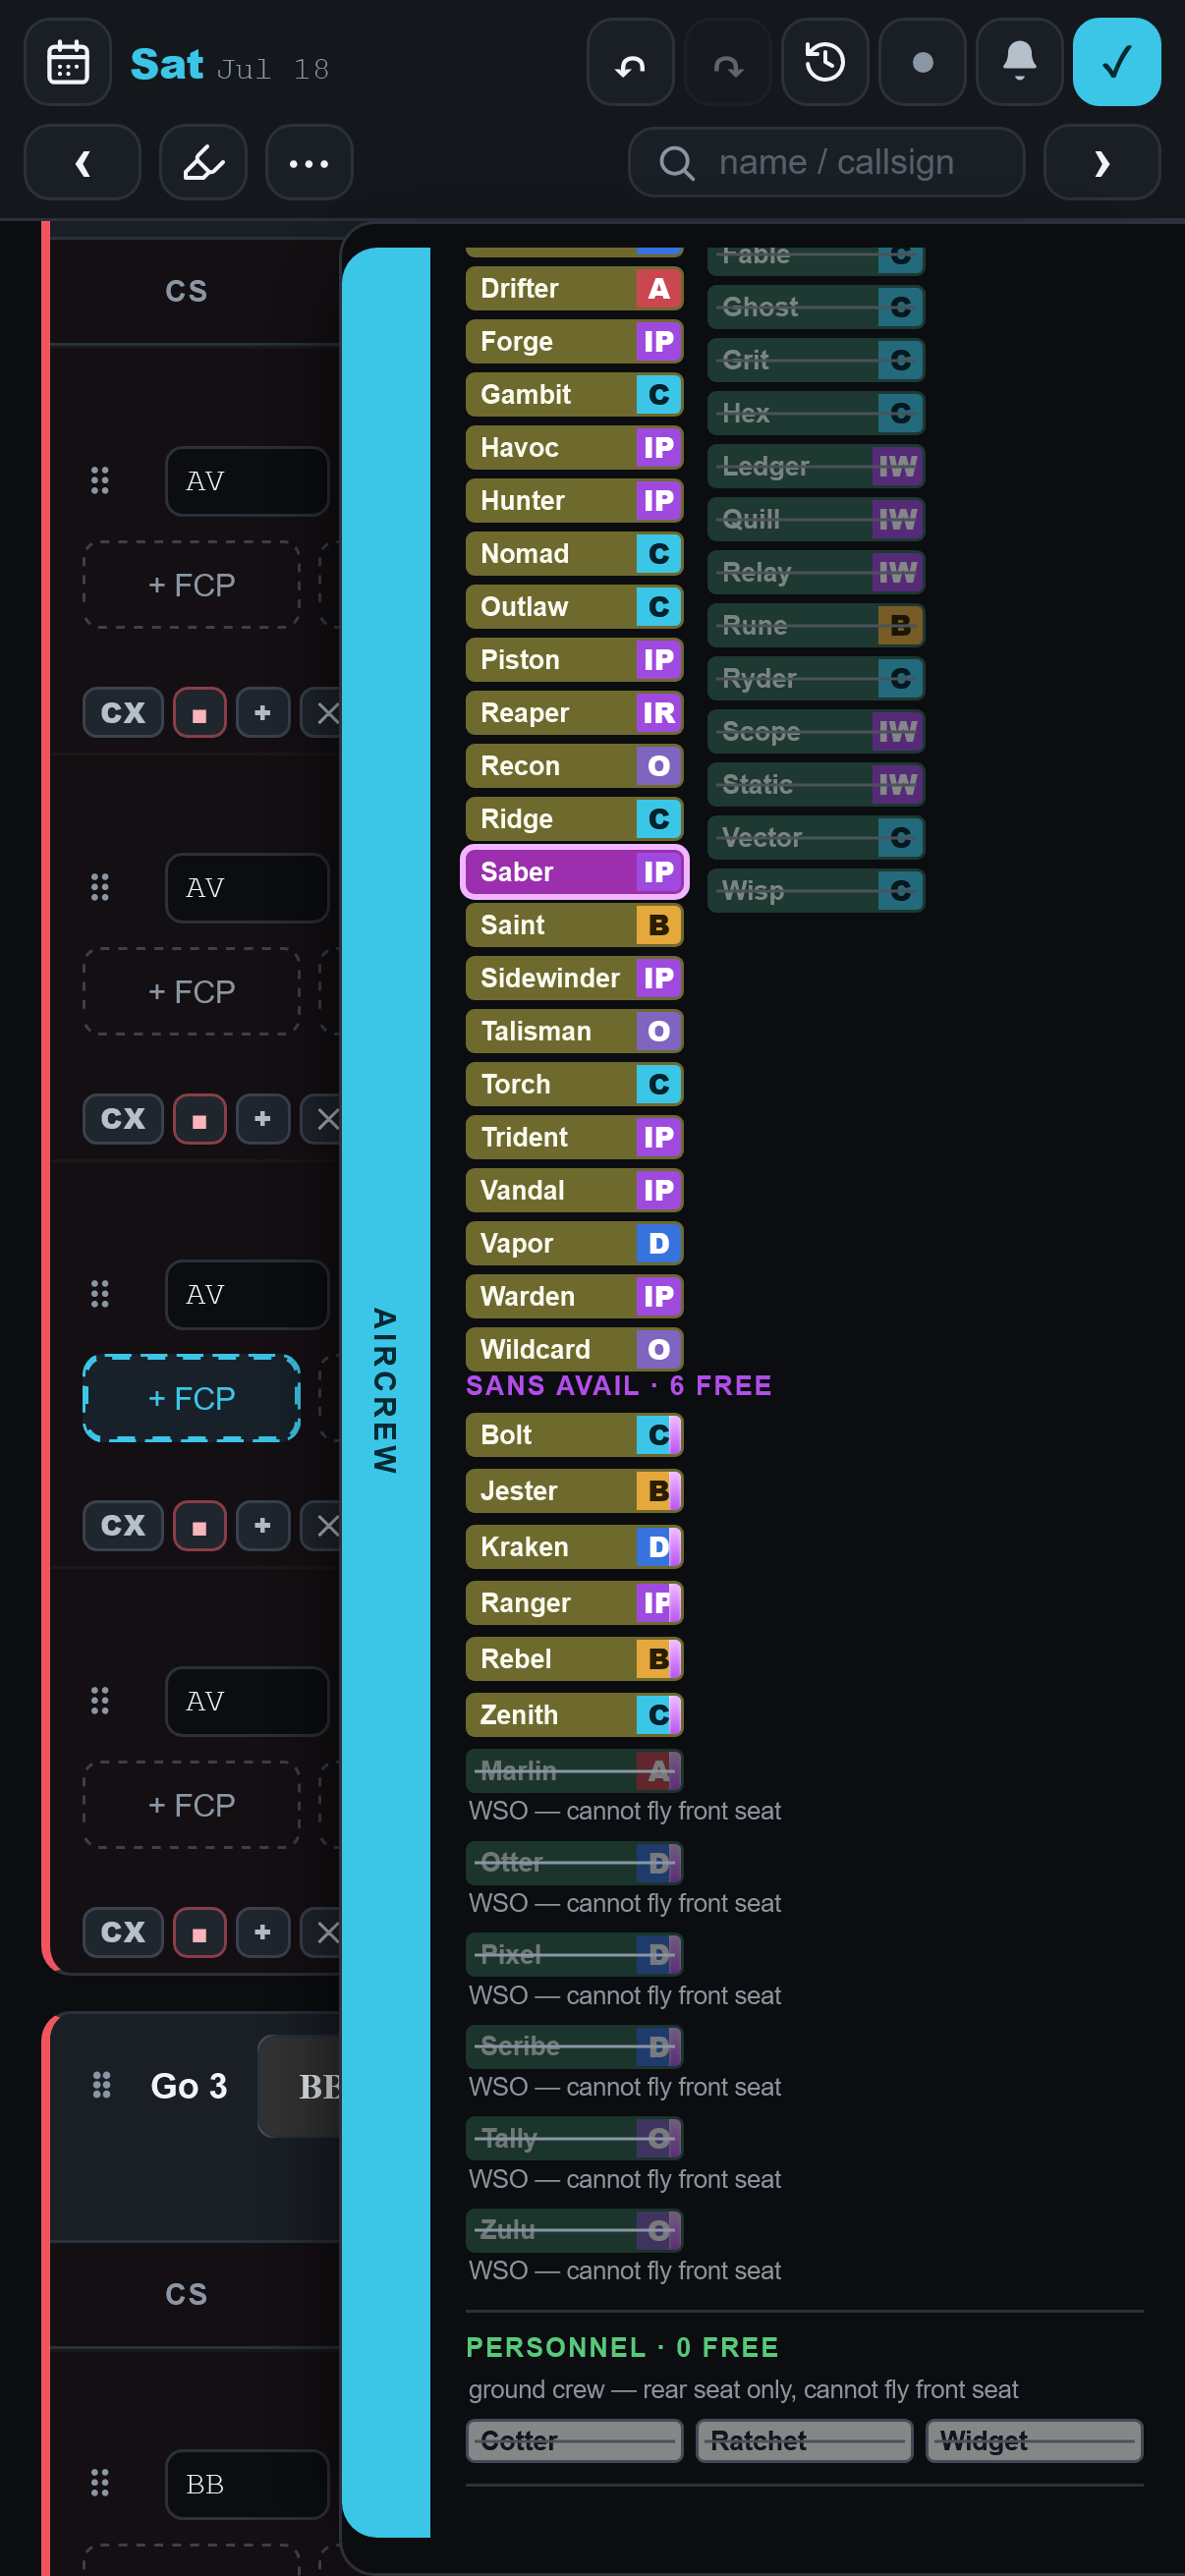 Sat Jul 18
name / callsign
CS
AV
+ FCP
CX +
AV
+ FCP
CX +
AV
+ FCP
CX +
AV
+ FCP
CX +
Go 3
CS
BB
AIRCREW
Drifter A
Forge IP
Gambit C
Havoc IP
Hunter IP
Nomad C
Outlaw C
Piston IP
Reaper IR
Recon O
Ridge C
Saber IP
Saint B
Sidewinder IP
Talisman O
Torch C
Trident IP
Vandal IP
Vapor D
Warden IP
Wildcard O
Fable C
Ghost C
Grit C
Hex C
Ledger IW
Quill IW
Relay IW
Rune B
Ryder C
Scope IW
Static IW
Vector C
Wisp C
SANS AVAIL · 6 FREE
Bolt C
Jester B
Kraken D
Ranger IP
Rebel B
Zenith C
Marlin A
WSO — cannot fly front seat
Otter D
WSO — cannot fly front seat
Pixel D
WSO — cannot fly front seat
Scribe D
WSO — cannot fly front seat
Tally O
WSO — cannot fly front seat
Zulu O
WSO — cannot fly front seat
PERSONNEL · 0 FREE
ground crew — rear seat only, cannot fly front seat
Cotter Ratchet Widget